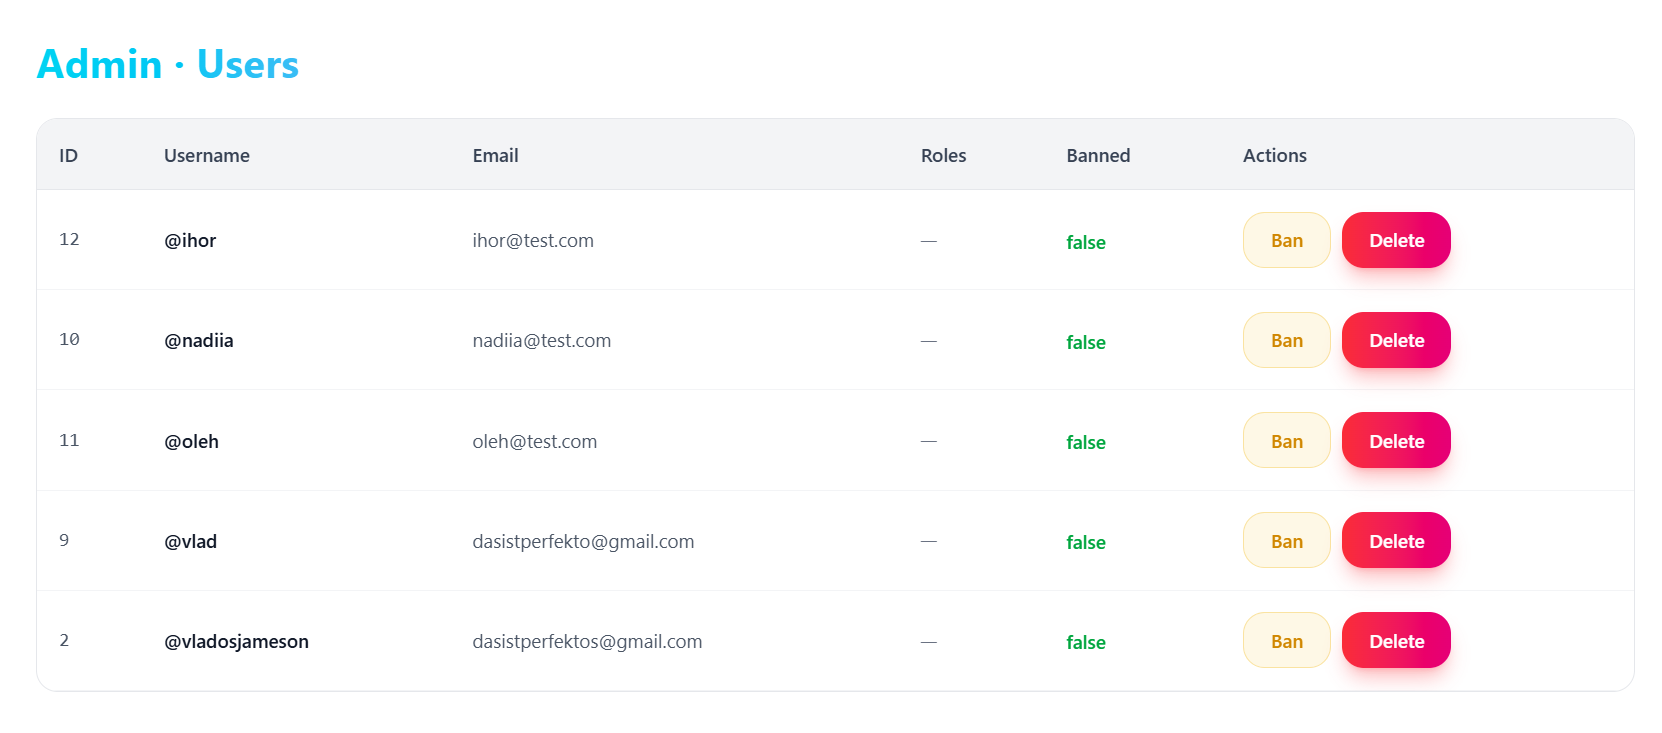 Admin · Users
ID Username Email Roles Banned Actions
12 @ihor ihor@test.com — false Ban Delete
10 @nadiia nadiia@test.com — false Ban Delete
11 @oleh oleh@test.com — false Ban Delete
9 @vlad dasistperfekto@gmail.com — false Ban Delete
2 @vladosjameson dasistperfektos@gmail.com — false Ban Delete